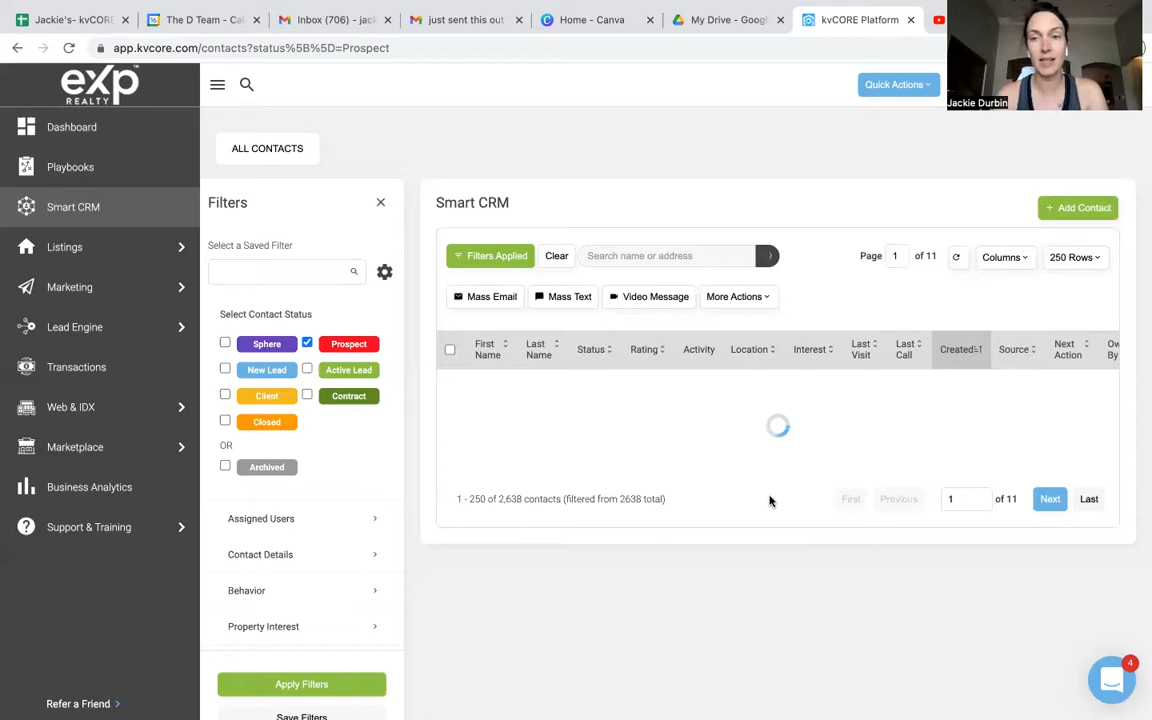 Jackie's- kvCORE
The D Team - Cal
Inbox (706) - jack
just sent this out
Home - Canva
My Drive - Google
kvCORE Platform
app.kvcore.com/contacts?status%5B%5D=Prospect
Jackie Durbin
exp
REALTY
Quick Actions
Dashboard
Playbooks
Smart CRM
Listings
Marketing
Lead Engine
Transactions
Web & IDX
Marketplace
Business Analytics
Support & Training
Refer a Friend
ALL CONTACTS
Filters
Select a Saved Filter
Select Contact Status
Sphere
Prospect
New Lead
Active Lead
Client
Contract
Closed
OR
Archived
Assigned Users
Contact Details
Behavior
Property Interest
Apply Filters
Save Filters
Smart CRM
+ Add Contact
Filters Applied
Clear
Search name or address
Page 1 of 11
Columns
250 Rows
Mass Email
Mass Text
Video Message
More Actions
First Name
Last Name
Status
Rating
Activity
Location
Interest
Last Visit
Last Call
Created
Source
Next Action
Ow By
1 - 250 of 2,638 contacts (filtered from 2638 total)
First
Previous
1
of 11
Next
Last
4